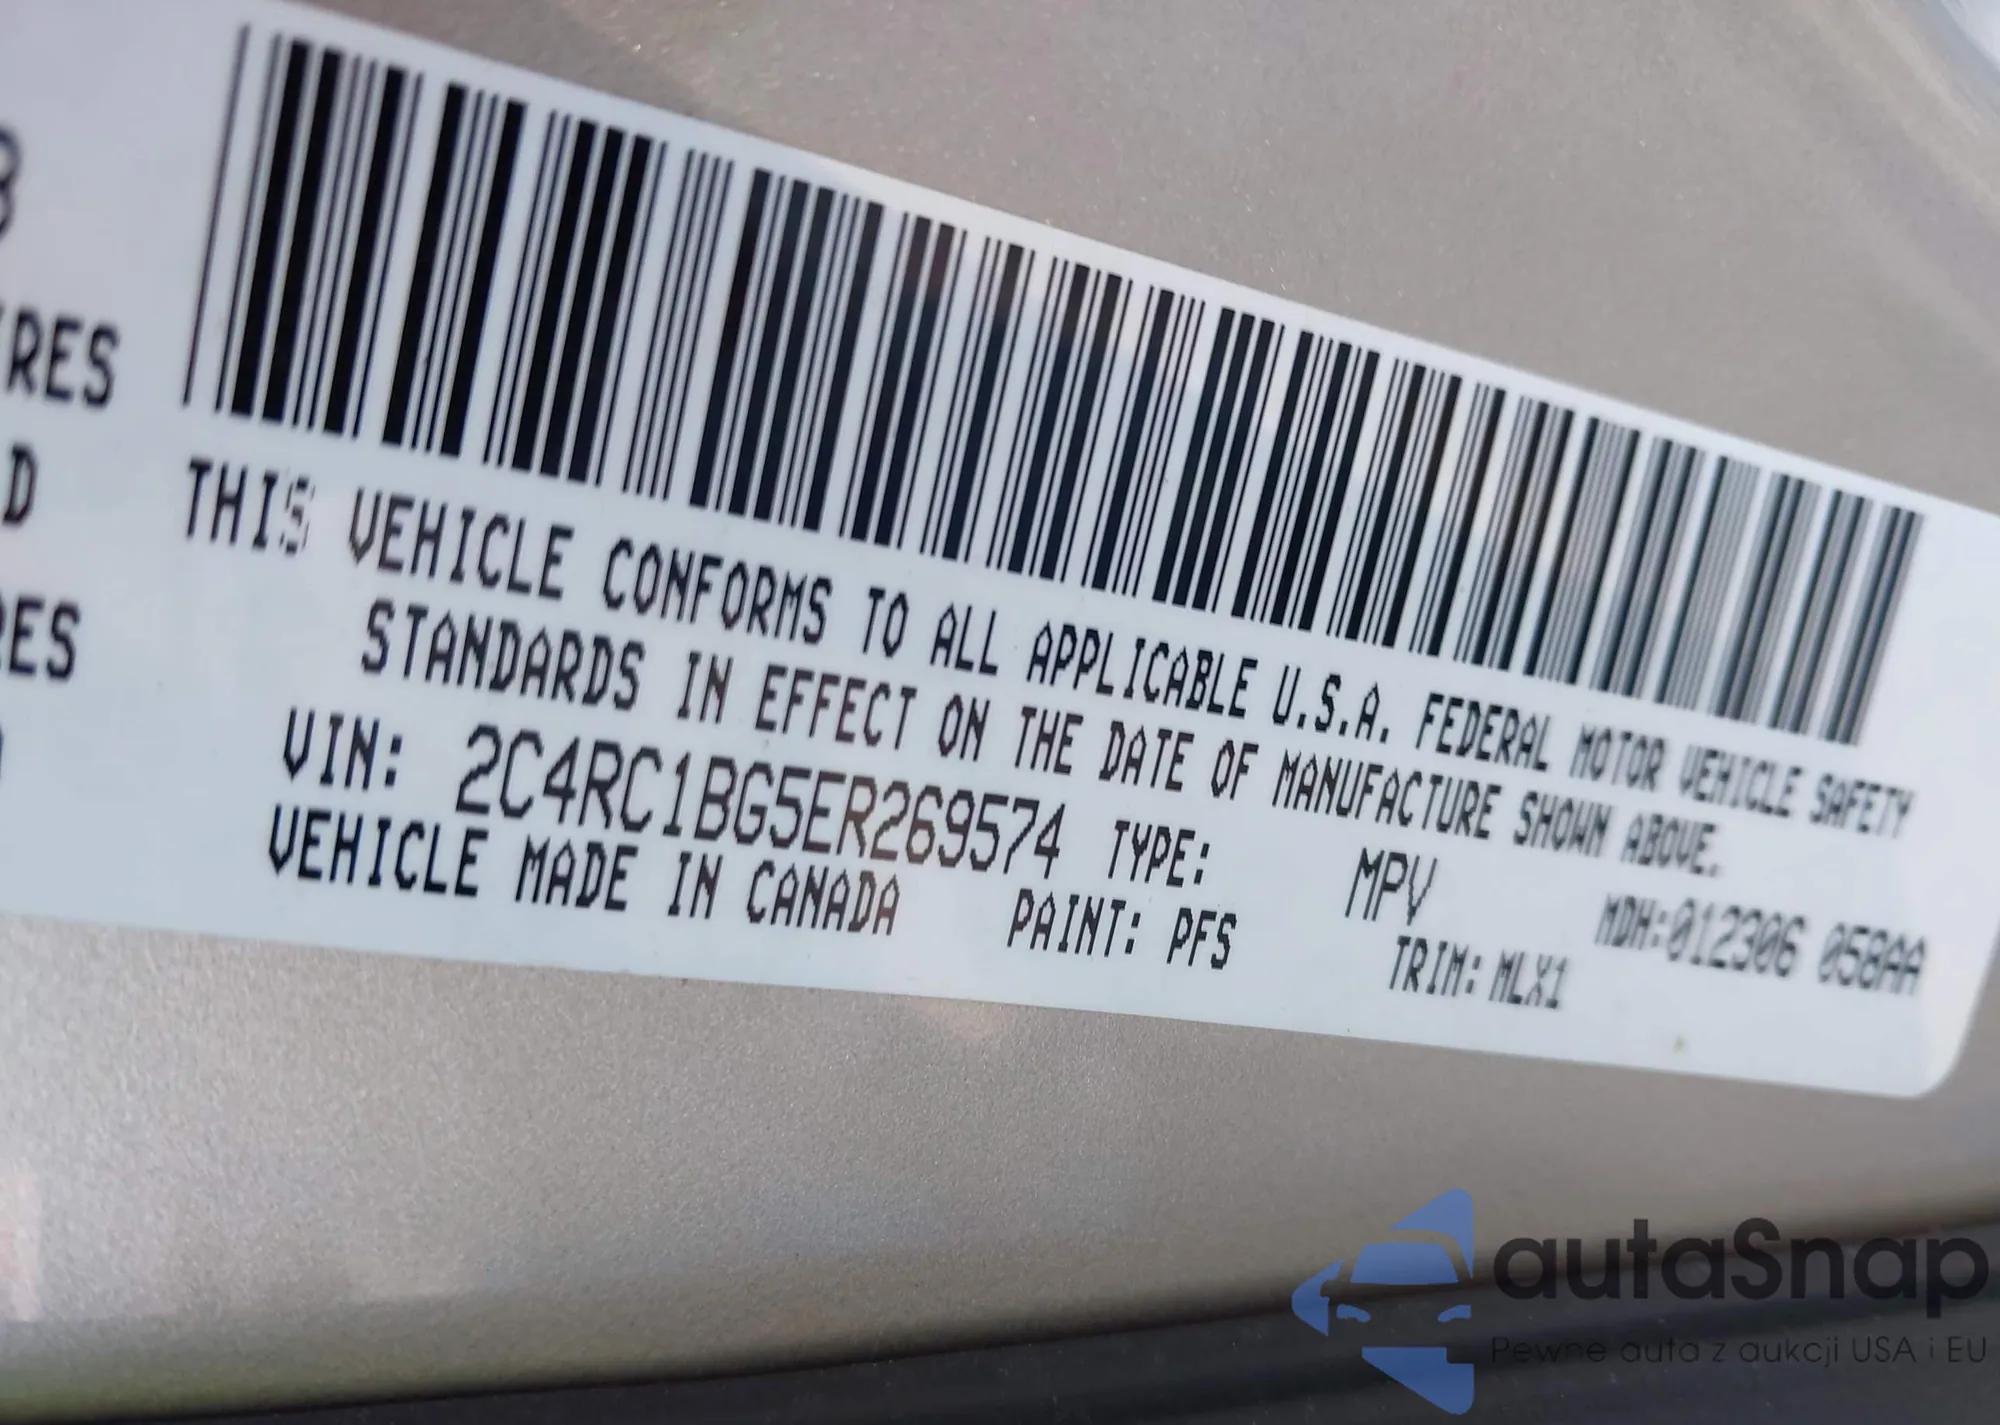 THIS VEHICLE CONFORMS TO ALL APPLICABLE U.S.A. FEDERAL MOTOR VEHICLE SAFETY
STANDARDS IN EFFECT ON THE DATE OF MANUFACTURE SHOWN ABOVE.
VIN: 2C4RC1BG5ER269574 TYPE: MPV MDH:012306 058AA
VEHICLE MADE IN CANADA PAINT: PFS TRIM: MLX1
autaSnap
Pewne auta z aukcji USA i EU